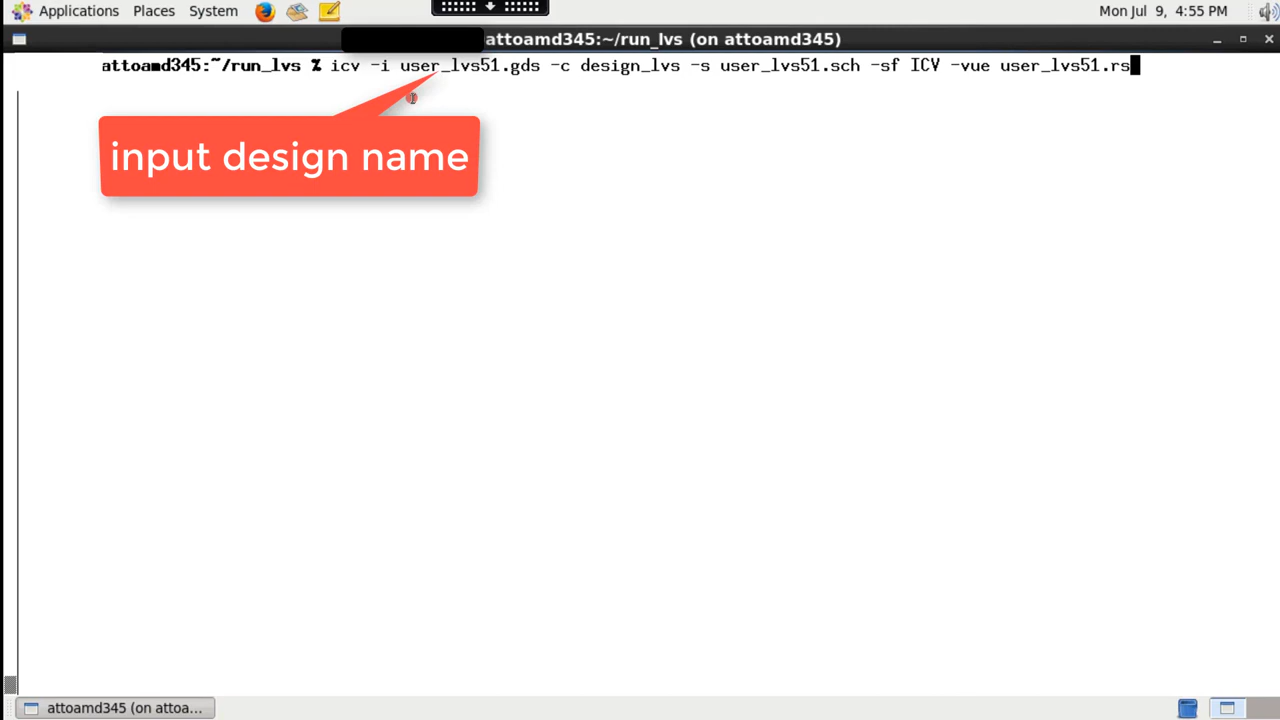 Applications Places System Mon Jul 9, 4:55 PM
attoamd345:~/run_lvs (on attoamd345)
attoamd345:~/run_lvs % icv -i user_lvs51.gds -c design_lvs -s user_lvs51.sch -sf ICV -vue user_lvs51.rs
input design name
attoamd345 (on attoa...